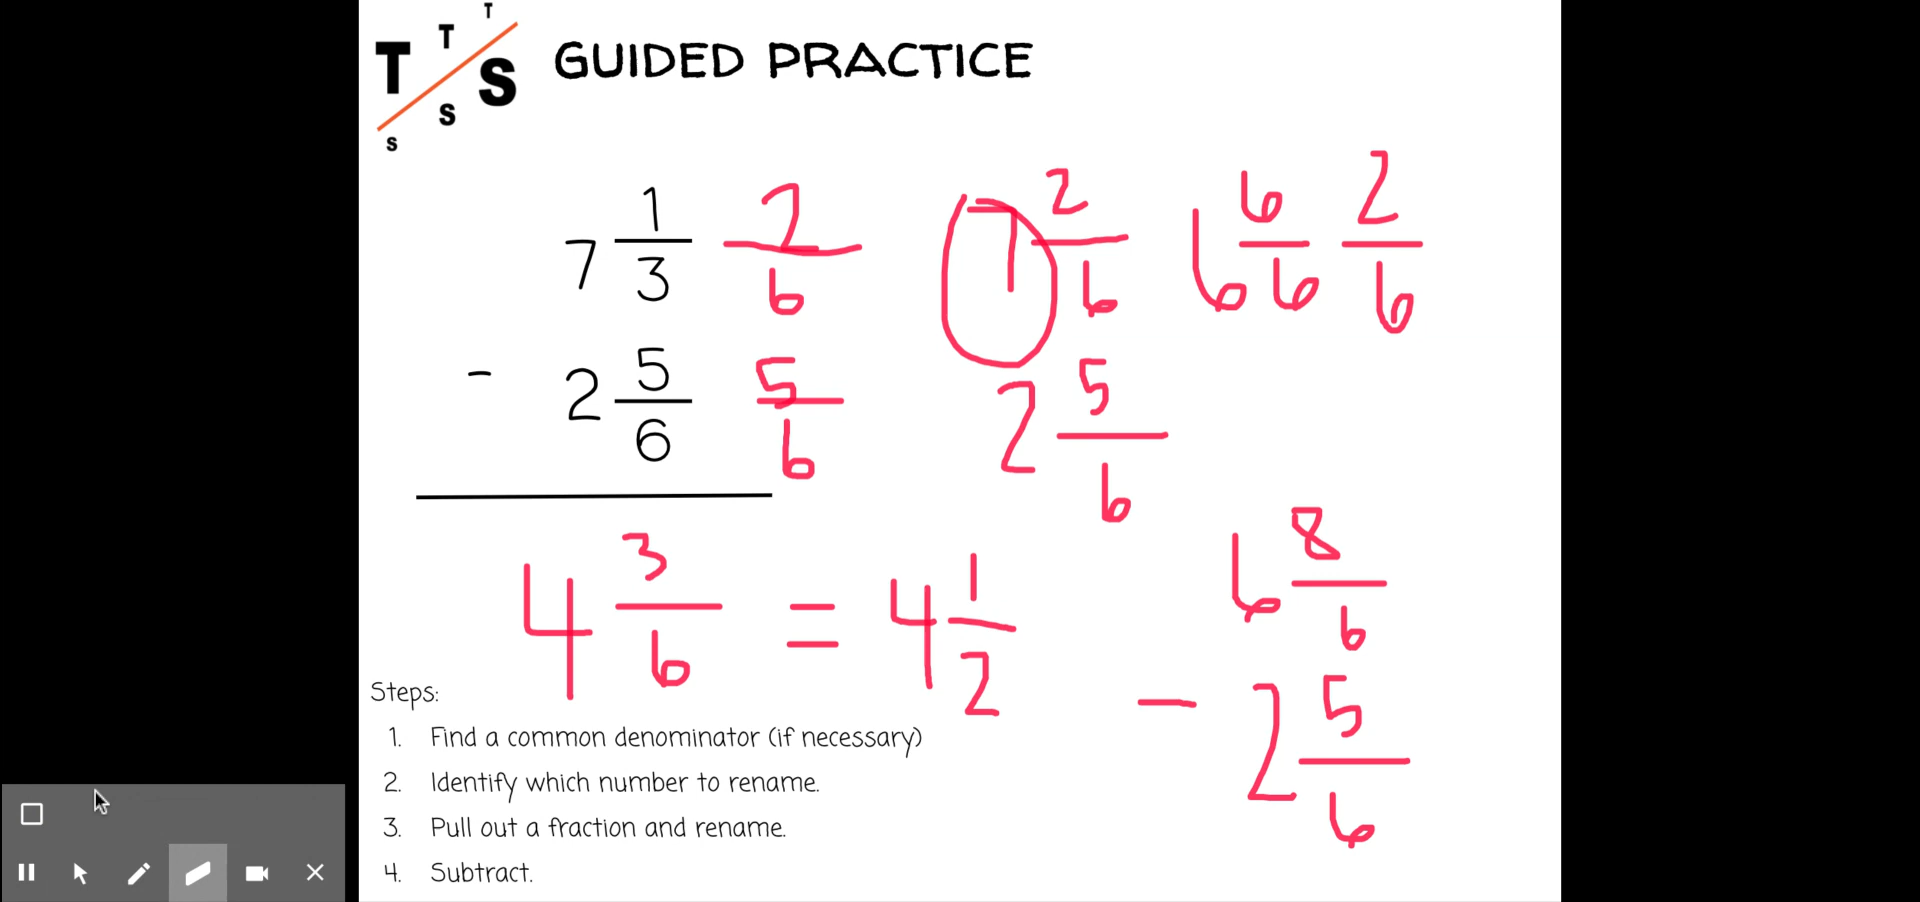 T T T
S S S
GUIDED PRACTICE
7 1/3 2/6 7 2/6 6 6/6 2/6
- 2 5/6 5/6 2 5/6
4 3/6 = 4 1/2
6 8/6
- 2 5/6
Steps:
1. Find a common denominator (if necessary)
2. Identify which number to rename.
3. Pull out a fraction and rename.
4. Subtract.